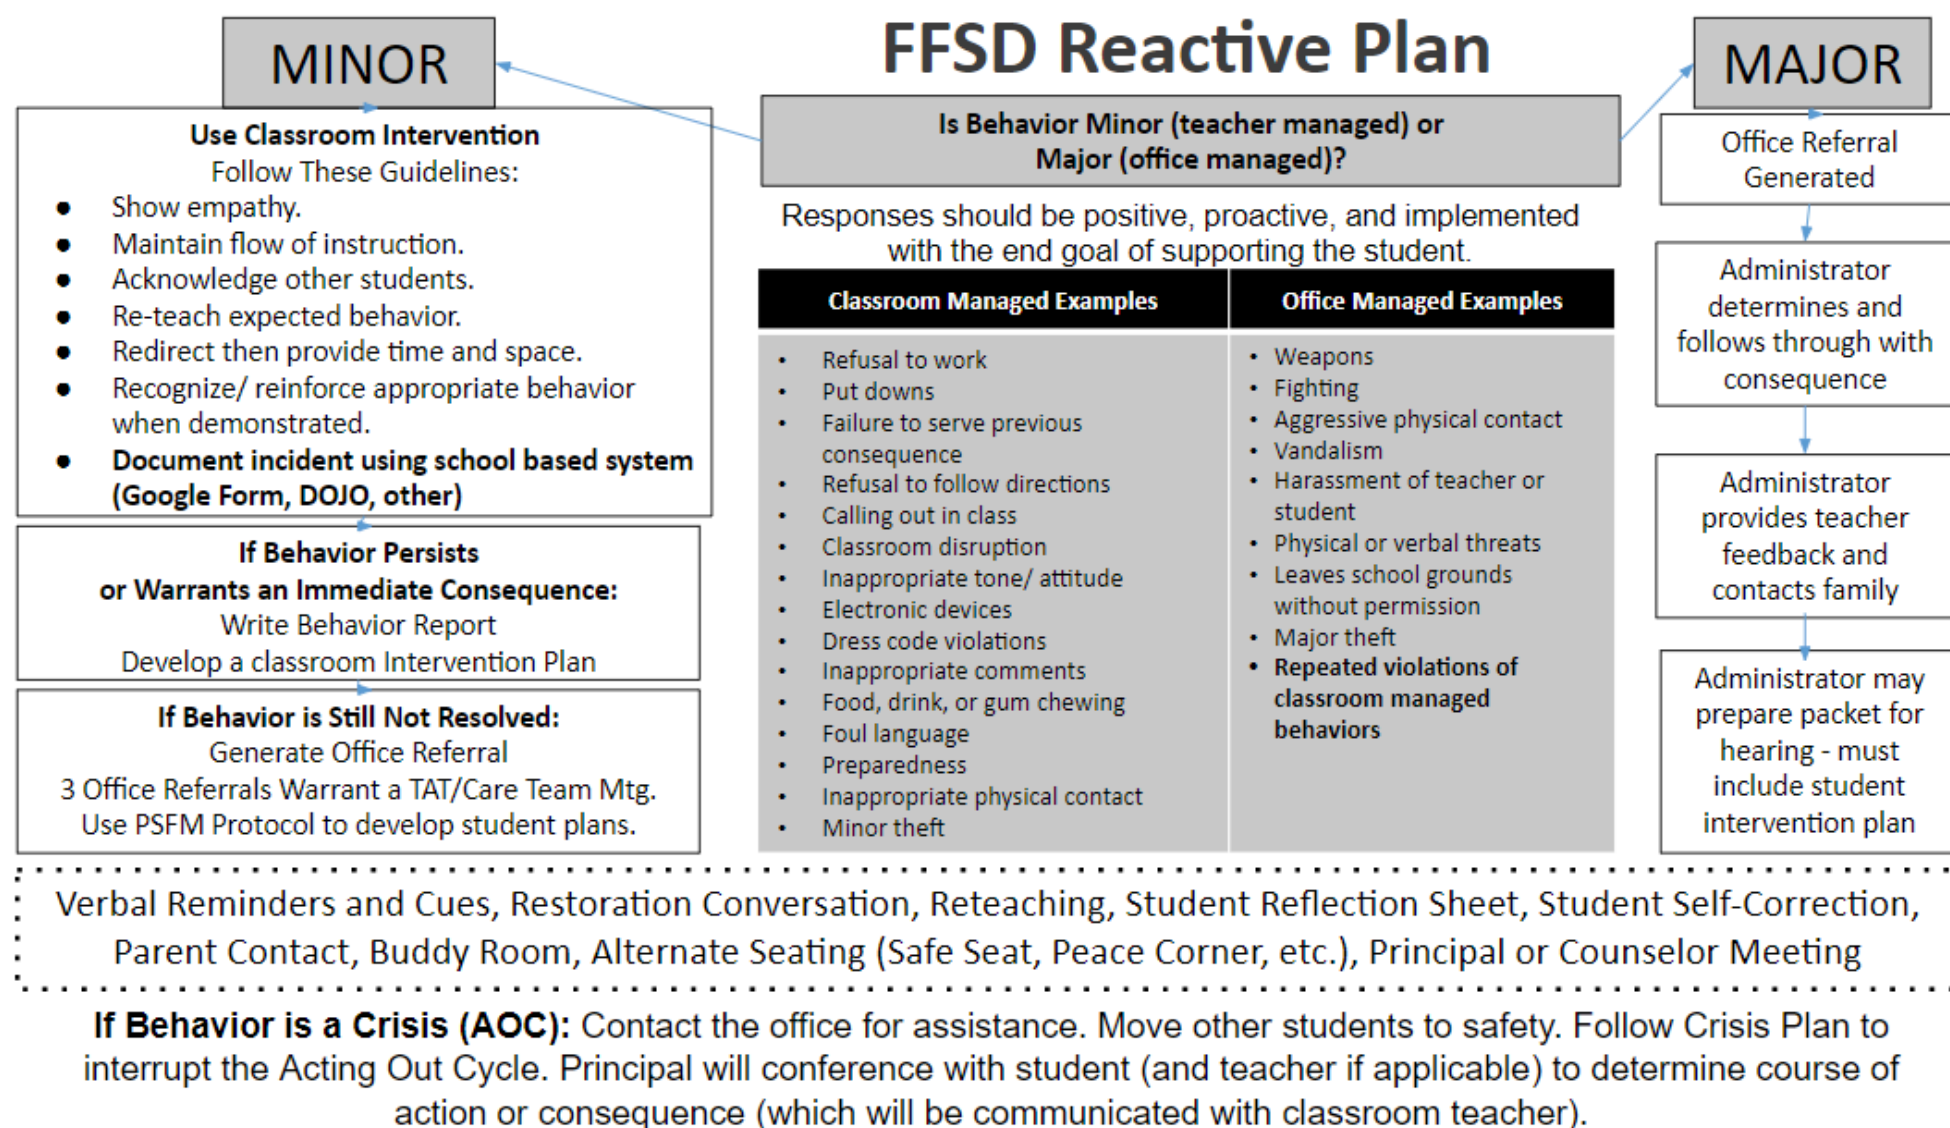 FFSD Reactive Plan
MINOR
MAJOR
Is Behavior Minor (teacher managed) or
Major (office managed)?
Responses should be positive, proactive, and implemented
with the end goal of supporting the student.
Use Classroom Intervention
Follow These Guidelines:
● Show empathy.
● Maintain flow of instruction.
● Acknowledge other students.
● Re-teach expected behavior.
● Redirect then provide time and space.
● Recognize/ reinforce appropriate behavior
when demonstrated.
● Document incident using school based system
(Google Form, DOJO, other)
If Behavior Persists
or Warrants an Immediate Consequence:
Write Behavior Report
Develop a classroom Intervention Plan
If Behavior is Still Not Resolved:
Generate Office Referral
3 Office Referrals Warrant a TAT/Care Team Mtg.
Use PSFM Protocol to develop student plans.
Classroom Managed Examples
• Refusal to work
• Put downs
• Failure to serve previous
consequence
• Refusal to follow directions
• Calling out in class
• Classroom disruption
• Inappropriate tone/ attitude
• Electronic devices
• Dress code violations
• Inappropriate comments
• Food, drink, or gum chewing
• Foul language
• Preparedness
• Inappropriate physical contact
• Minor theft
Office Managed Examples
• Weapons
• Fighting
• Aggressive physical contact
• Vandalism
• Harassment of teacher or
student
• Physical or verbal threats
• Leaves school grounds
without permission
• Major theft
• Repeated violations of
classroom managed
behaviors
Office Referral
Generated
Administrator
determines and
follows through with
consequence
Administrator
provides teacher
feedback and
contacts family
Administrator may
prepare packet for
hearing - must
include student
intervention plan
Verbal Reminders and Cues, Restoration Conversation, Reteaching, Student Reflection Sheet, Student Self-Correction,
Parent Contact, Buddy Room, Alternate Seating (Safe Seat, Peace Corner, etc.), Principal or Counselor Meeting
If Behavior is a Crisis (AOC): Contact the office for assistance. Move other students to safety. Follow Crisis Plan to
interrupt the Acting Out Cycle. Principal will conference with student (and teacher if applicable) to determine course of
action or consequence (which will be communicated with classroom teacher).